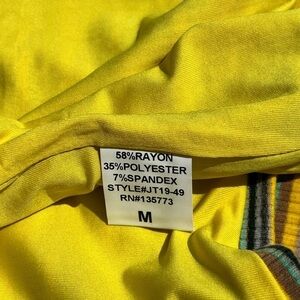 58%RAYON
35%POLYESTER
7%SPANDEX
STYLE#JT19-49
RN#135773
M